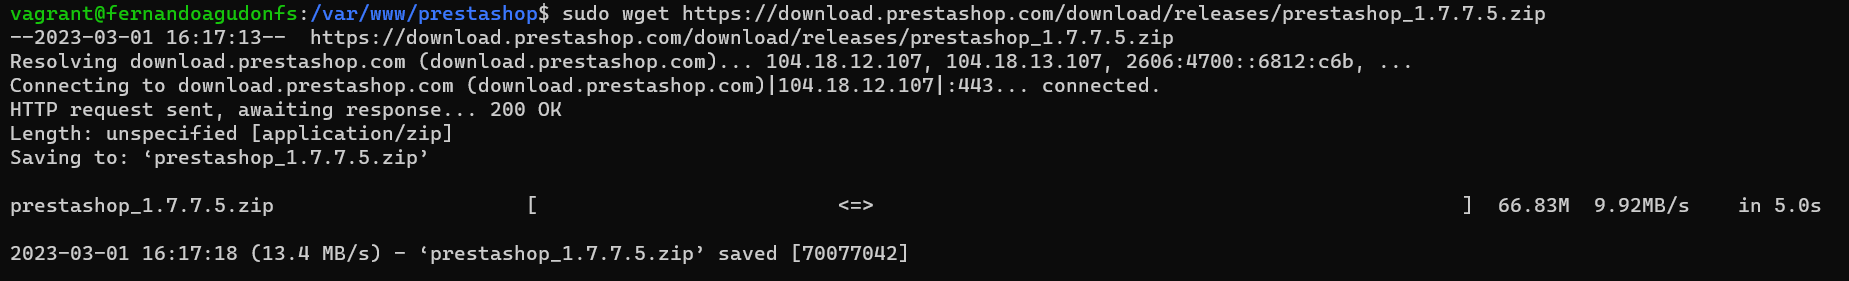 vagrant@fernandoagudonfs:/var/www/prestashop$ sudo wget https://download.prestashop.com/download/releases/prestashop_1.7.7.5.zip
--2023-03-01 16:17:13--  https://download.prestashop.com/download/releases/prestashop_1.7.7.5.zip
Resolving download.prestashop.com (download.prestashop.com)... 104.18.12.107, 104.18.13.107, 2606:4700::6812:c6b, ...
Connecting to download.prestashop.com (download.prestashop.com)|104.18.12.107|:443... connected.
HTTP request sent, awaiting response... 200 OK
Length: unspecified [application/zip]
Saving to: ‘prestashop_1.7.7.5.zip’
prestashop_1.7.7.5.zip                     [                         <=>                                                 ]  66.83M  9.92MB/s    in 5.0s
2023-03-01 16:17:18 (13.4 MB/s) - ‘prestashop_1.7.7.5.zip’ saved [70077042]